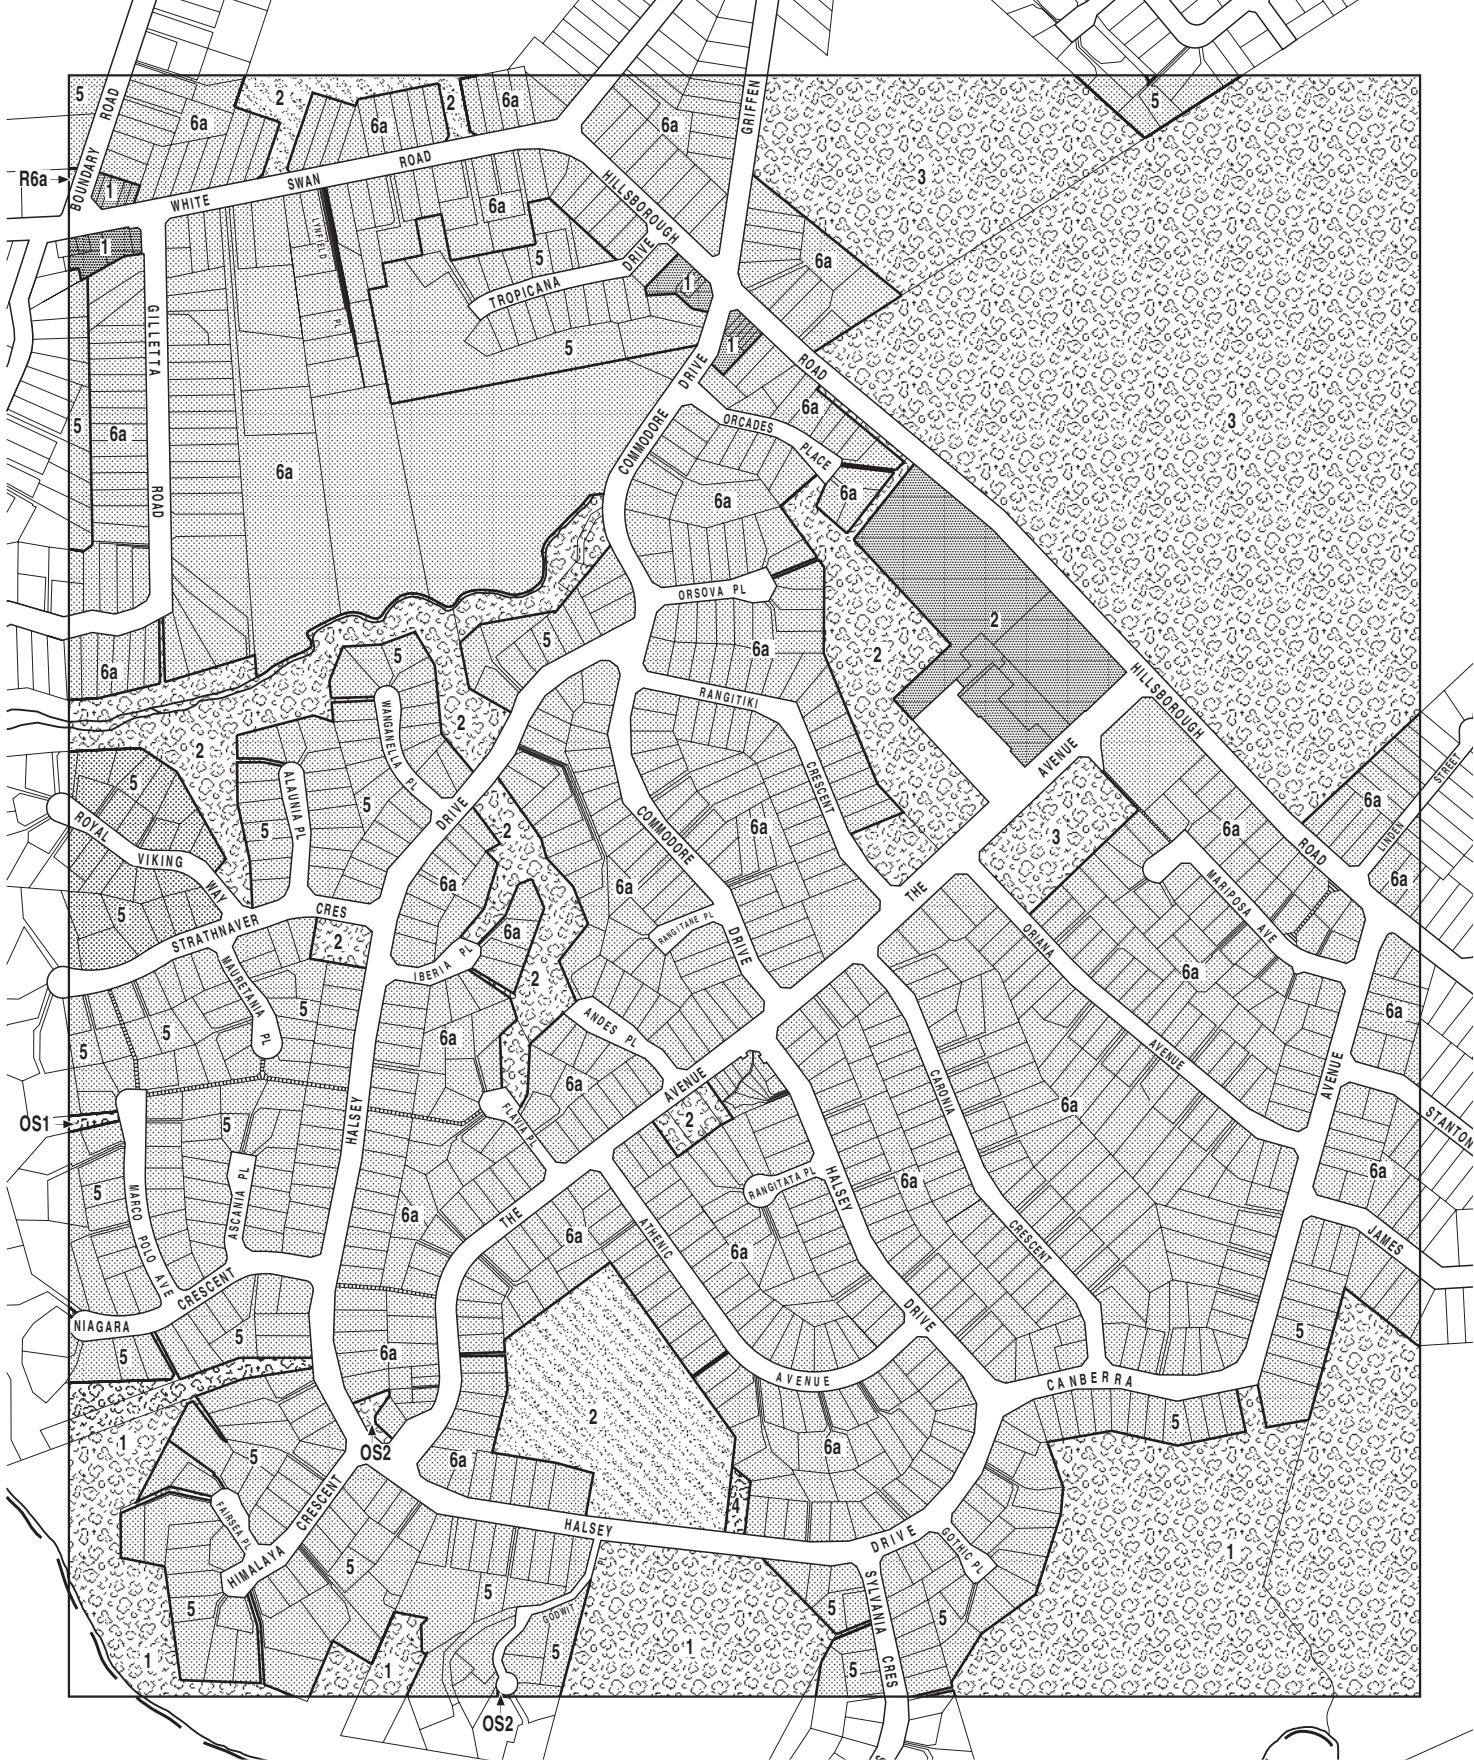 5
ROAD
BOUNDARY
R6a
1
6a
2
6a
2
6a
6a
GRIFFEN
5
WHITE SWAN ROAD
LYNFIELD PL
6a
HILLSBOROUGH
3
1
5
DRIVE
TROPICANA
1
6a
GILLETTA
ROAD
5
1
ROAD
DRIVE
COMMODORE
5
6a
6a
6a
ORCADES
PLACE
3
6a
6a
ORSOVA PL
2
2
6a
5
5
6a
RANGITIKI
CRESCENT
HILLSBOROUGH
ROAD
2
WANGANELLA PL
2
5
ALAUNIA PL
5
5
DRIVE
AVENUE
STREET
LINDEN
6a
ROYAL
VIKING
WAY
2
COMMODORE
6a
3
6a
6a
5
STRATHNAVER
CRES
2
6a
6a
6a
THE
MARIPOSA AVE
RANGITANE PL
DRIVE
ORIANA
AVENUE
6a
MAURETANIA PL
IBERIA PL
2
5
5
5
6a
ANDES PL
6a
6a
AVENUE
CARONIA
CRESCENT
6a
AVENUE
STANTON
OS1
5
HALSEY
FLAVIA PL
2
5
MARCO POLO AVE
ASCANIA PL
6a
RANGITATA PL
HALSEY
DRIVE
6a
6a
THE
6a
ATHENIC
AVENUE
6a
JAMES
NIAGARA
CRESCENT
5
5
6a
5
CANBERRA
2
5
1
OS2
5
6a
6a
4
FAIRSEA PL
HIMALAYA
CRESCENT
HALSEY
DRIVE
GOTHIC PL
5
5
5
PL
GODWIT
5
1
SYLVANIA
CRES
5
5
5
1
1
1
OS2